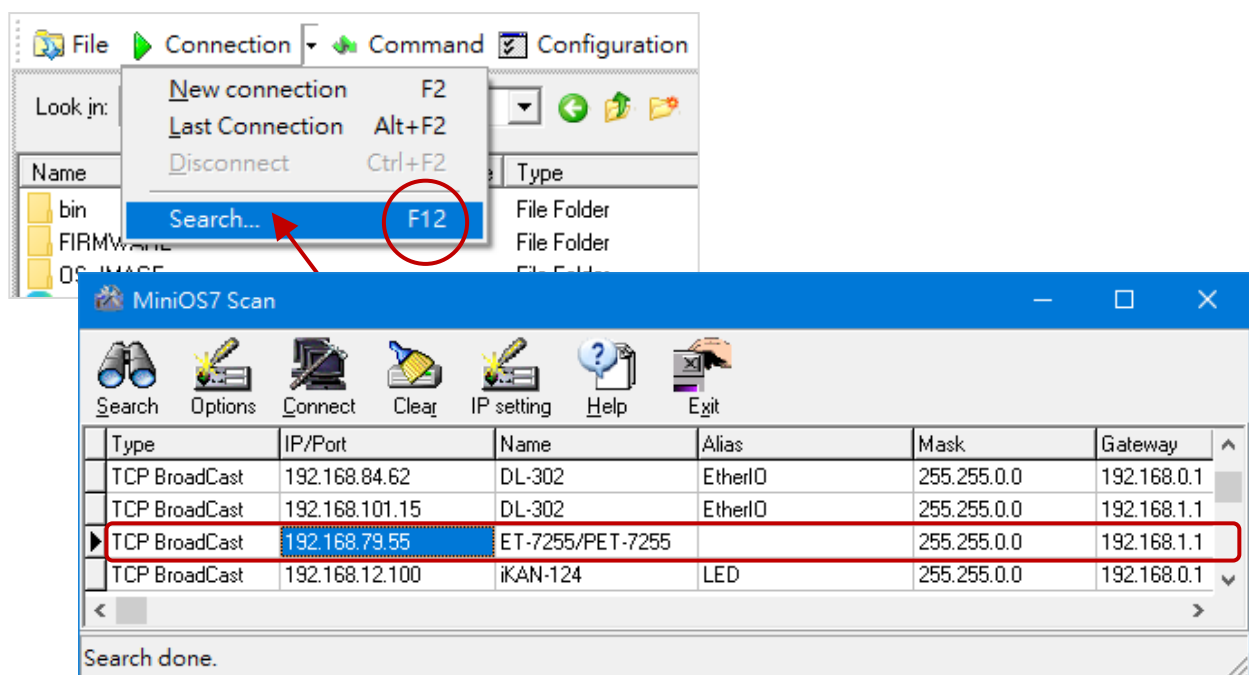 File Connection Command Configuration
Look in:
New connection F2
Last Connection Alt+F2
Disconnect Ctrl+F2
Search... F12
Name Type
bin File Folder
FIRMWARE File Folder
OS_IMAGE File Folder
MiniOS7 Scan
Search Options Connect Clear IP setting Help Exit
Type IP/Port Name Alias Mask Gateway
TCP BroadCast 192.168.84.62 DL-302 EtherIO 255.255.0.0 192.168.0.1
TCP BroadCast 192.168.101.15 DL-302 EtherIO 255.255.0.0 192.168.1.1
TCP BroadCast 192.168.79.55 ET-7255/PET-7255 255.255.0.0 192.168.1.1
TCP BroadCast 192.168.12.100 iKAN-124 LED 255.255.0.0 192.168.0.1
Search done.